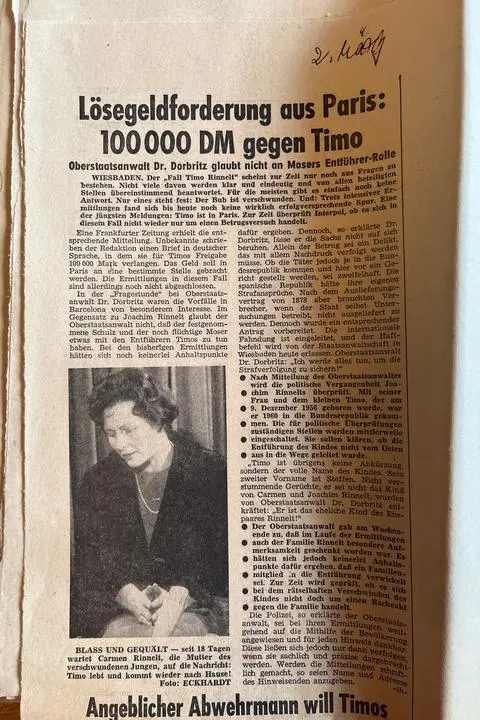 2. März
Lösegeldforderung aus Paris:
100000 DM gegen Timo
Oberstaatsanwalt Dr. Dorbritz glaubt nicht an Mosers Entführer-Rolle
WIESBADEN. Der „Fall Timo Rinnelt" scheint zur Zeit nur noch aus Fragen zu
bestehen. Nicht viele davon werden klar und eindeutig und von allen beteiligten
Stellen übereinstimmend beantwortet. Für die meisten gibt es einfach noch keine
Antwort. Nur eines steht fest: Der Bub ist verschwunden. Und: Trotz intensiver Er-
mittlungen fand sich bis heute noch keine wirklich erfolgversprechende Spur. Eine
der jüngsten Meldungen: Timo ist in Paris. Zur Zeit überprüft Interpol, ob es sich in
diesem Fall nicht wieder nur um einen Betrugsversuch handelt.
Eine Frankfurter Zeitung erhielt die ent-
sprechende Mitteilung. Unbekannte schrie-
ben der Redaktion einen Brief in deutscher
Sprache, in dem sie für Timos Freigabe
100 000 Mark verlangen. Das Geld soll in
Paris an eine bestimmte Stelle gebracht
werden. Die Ermittlungen in diesem Fall
sind allerdings noch nicht abgeschlossen.
In der „Fragestunde" bei Oberstaats-
anwalt Dr. Dorbritz waren die Vorfälle in
Barcelona von besonderem Interesse. Im
Gegensatz zu Joachim Rinnelt glaubt der
Oberstaatsanwalt nicht, daß der festgenom-
mene Schulz und der noch flüchtige Moser
etwas mit den Entführern Timos zu tun
haben. Bei den bisherigen Ermittlungen
hätten sich noch keinerlei Anhaltspunkte
dafür ergeben. Dennoch, so erklärte Dr.
Dorbritz, lasse er die Sache nicht auf sich
beruhen. Allein der Betrug sei ein Delikt,
das mit allem Nachdruck verfolgt werden
müsse. Ob die Täter jedoch je in die Bun-
desrepublik kommen und hier vor ein Ge-
richt gestellt werden, sei zweifelhaft. Die
spanische Republik hätte ihre eigenen
Strafansprüche. Nach dem Auslieferungs-
vertrag von 1878 aber brauchten Ver-
brecher, wenn der Staat selbst Unter-
suchungen betreibt, nicht ausgeliefert zu
werden. Dennoch wurde ein entsprechender
Antrag vorbereitet. Die internationale
Fahndung ist eingeleitet, und der Haft-
befehl wird von der Staatsanwaltschaft in
Wiesbaden heute erlassen. Oberstaatsanwalt
Dr. Dorbritz: „Ich werde alles tun, um die
Strafverfolgung zu sichern!"
● Nach Mitteilung des Oberstaatsanwaltes
wird die politische Vergangenheit Joa-
● chim Rinnelts überprüft. Mit seiner
Frau und dem kleinen Timo, der am
● 9. Dezember 1956 geboren wurde, war
er 1960 in die Bundesrepublik gekom-
● men. Die für politische Überprüfungen
zuständigen Stellen wurden mittlerweile
● eingeschaltet. Sie sollen klären, ob die
Entführung des Kindes nicht vom Osten
● aus in die Wege geleitet wurde.
„Timo ist übrigens keine Abkürzung,
sondern der volle Name des Kindes. Sein
zweiter Vorname ist Steffen. Nicht ver-
stummende Gerüchte, er sei nicht das Kind
von Carmen und Joachim Rinnelt, wurden
von Oberstaatsanwalt Dr. Dorbritz ent-
kräftet: „Er ist das eheliche Kind des Ehe-
paares Rinnelt!"
● Der Oberstaatsanwalt gab am Wochen-
ende zu, daß im Laufe der Ermittlungen
● auch der Familie Rinnelt besondere Auf-
merksamkeit geschenkt worden war. Es
● hätten sich jedoch keinerlei Anhalts-
punkte dafür ergeben, daß ein Familien-
● mitglied in die Entführung verwickelt
sei. Zur Zeit wird geprüft, ob es sich
● bei dem rätselhaften Verschwinden des
Kindes nicht doch um einen Racheakt
● gegen die Familie handelt.
Die Polizei, so erklärte der Oberstaats-
anwalt, sei bei ihren Ermittlungen weit-
gehend auf die Mithilfe der Bevölkerung
angewiesen und für jeden Hinweis dankbar.
Diese ließen sich jedoch nur dann verfolgen,
wenn sie sachlich und präzise dargebracht
werden. Werden die Mitteilungen schrift-
lich gemacht, so seien Name und Adresse
des Hinweisenden anzugeben. -ih-
BLASS UND GEQUÄLT — seit 18 Tagen
wartet Carmen Rinnelt, die Mutter des
verschwundenen Jungen, auf die Nachricht:
Timo lebt und kommt wieder nach Hause!
Foto: ECKHARDT
Angeblicher Abwehrmann will Timos